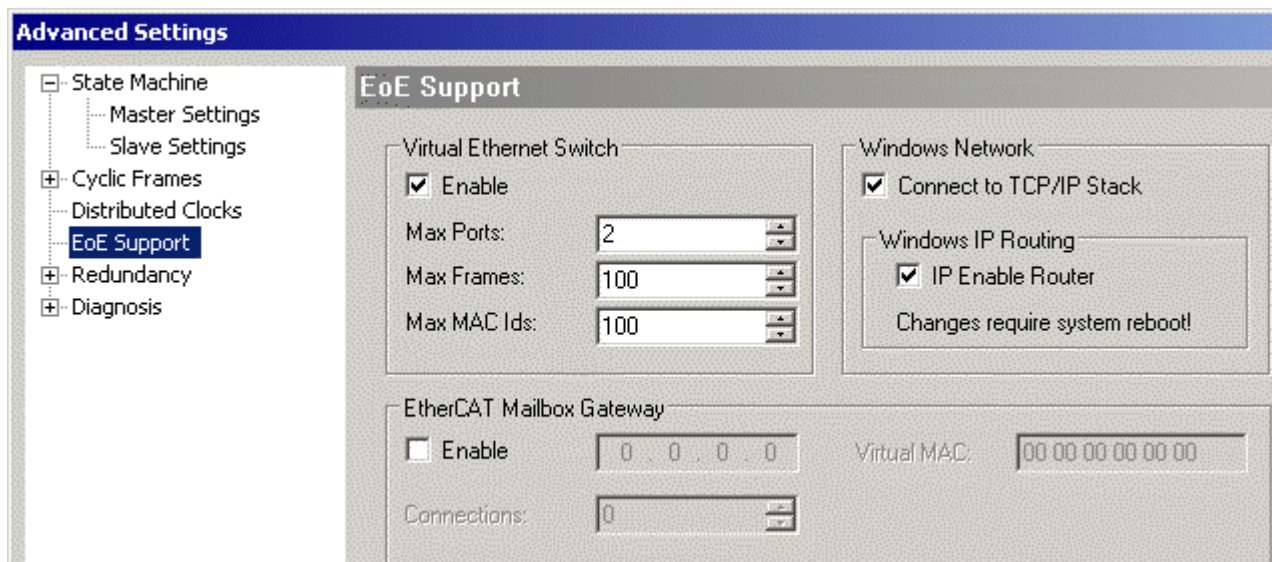 Advanced Settings
State Machine
Master Settings
Slave Settings
Cyclic Frames
Distributed Clocks
EoE Support
Redundancy
Diagnosis
EoE Support
Virtual Ethernet Switch
Enable
Max Ports: 2
Max Frames: 100
Max MAC Ids: 100
Windows Network
Connect to TCP/IP Stack
Windows IP Routing
IP Enable Router
Changes require system reboot!
EtherCAT Mailbox Gateway
Enable 0 . 0 . 0 . 0 Virtual MAC: 00 00 00 00 00 00
Connections: 0